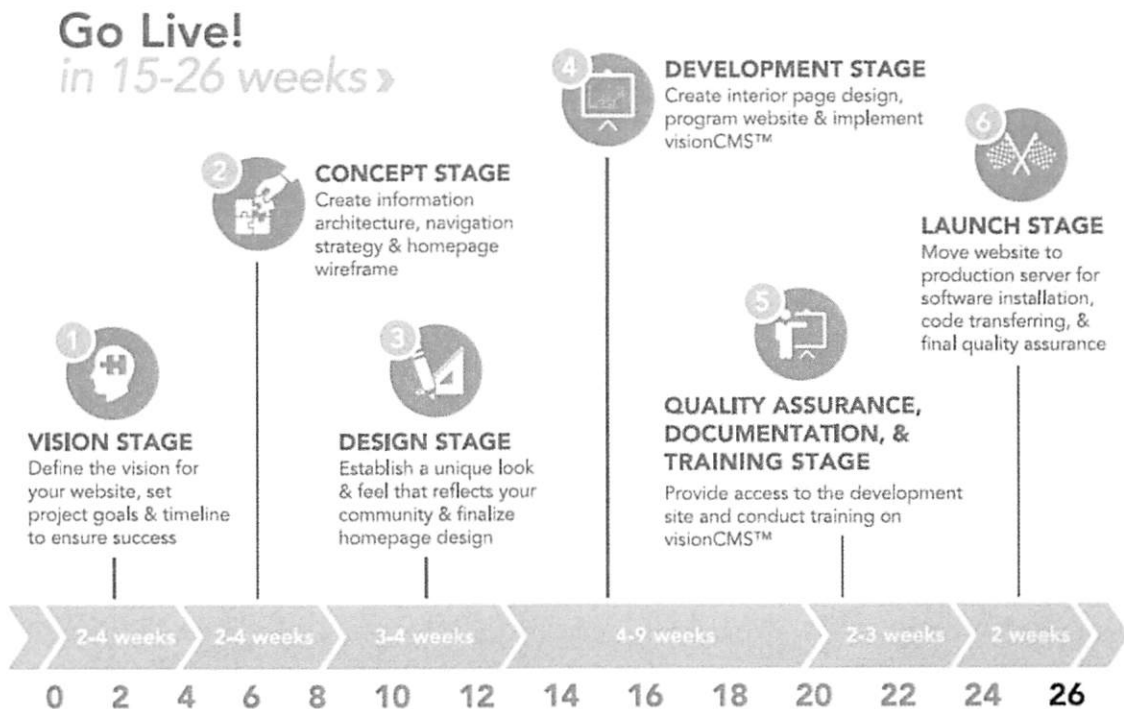 Go Live!
in 15-26 weeks »
1
VISION STAGE
Define the vision for
your website, set
project goals & timeline
to ensure success
2
CONCEPT STAGE
Create information
architecture, navigation
strategy & homepage
wireframe
3
DESIGN STAGE
Establish a unique look
& feel that reflects your
community & finalize
homepage design
4
DEVELOPMENT STAGE
Create interior page design,
program website & implement
visionCMS™
5
QUALITY ASSURANCE,
DOCUMENTATION, &
TRAINING STAGE
Provide access to the development
site and conduct training on
visionCMS™
6
LAUNCH STAGE
Move website to
production server for
software installation,
code transferring, &
final quality assurance
2-4 weeks 2-4 weeks 3-4 weeks 4-9 weeks 2-3 weeks 2 weeks
0 2 4 6 8 10 12 14 16 18 20 22 24 26